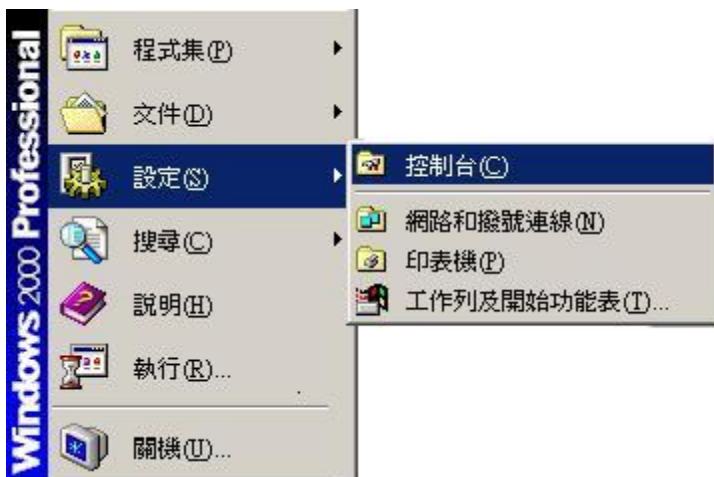 Windows 2000 Professional
程式集(P)
文件(D)
設定(S)
搜尋(C)
說明(H)
執行(R)...
關機(U)...
控制台(C)
網路和撥號連線(N)
印表機(P)
工作列及開始功能表(T)...